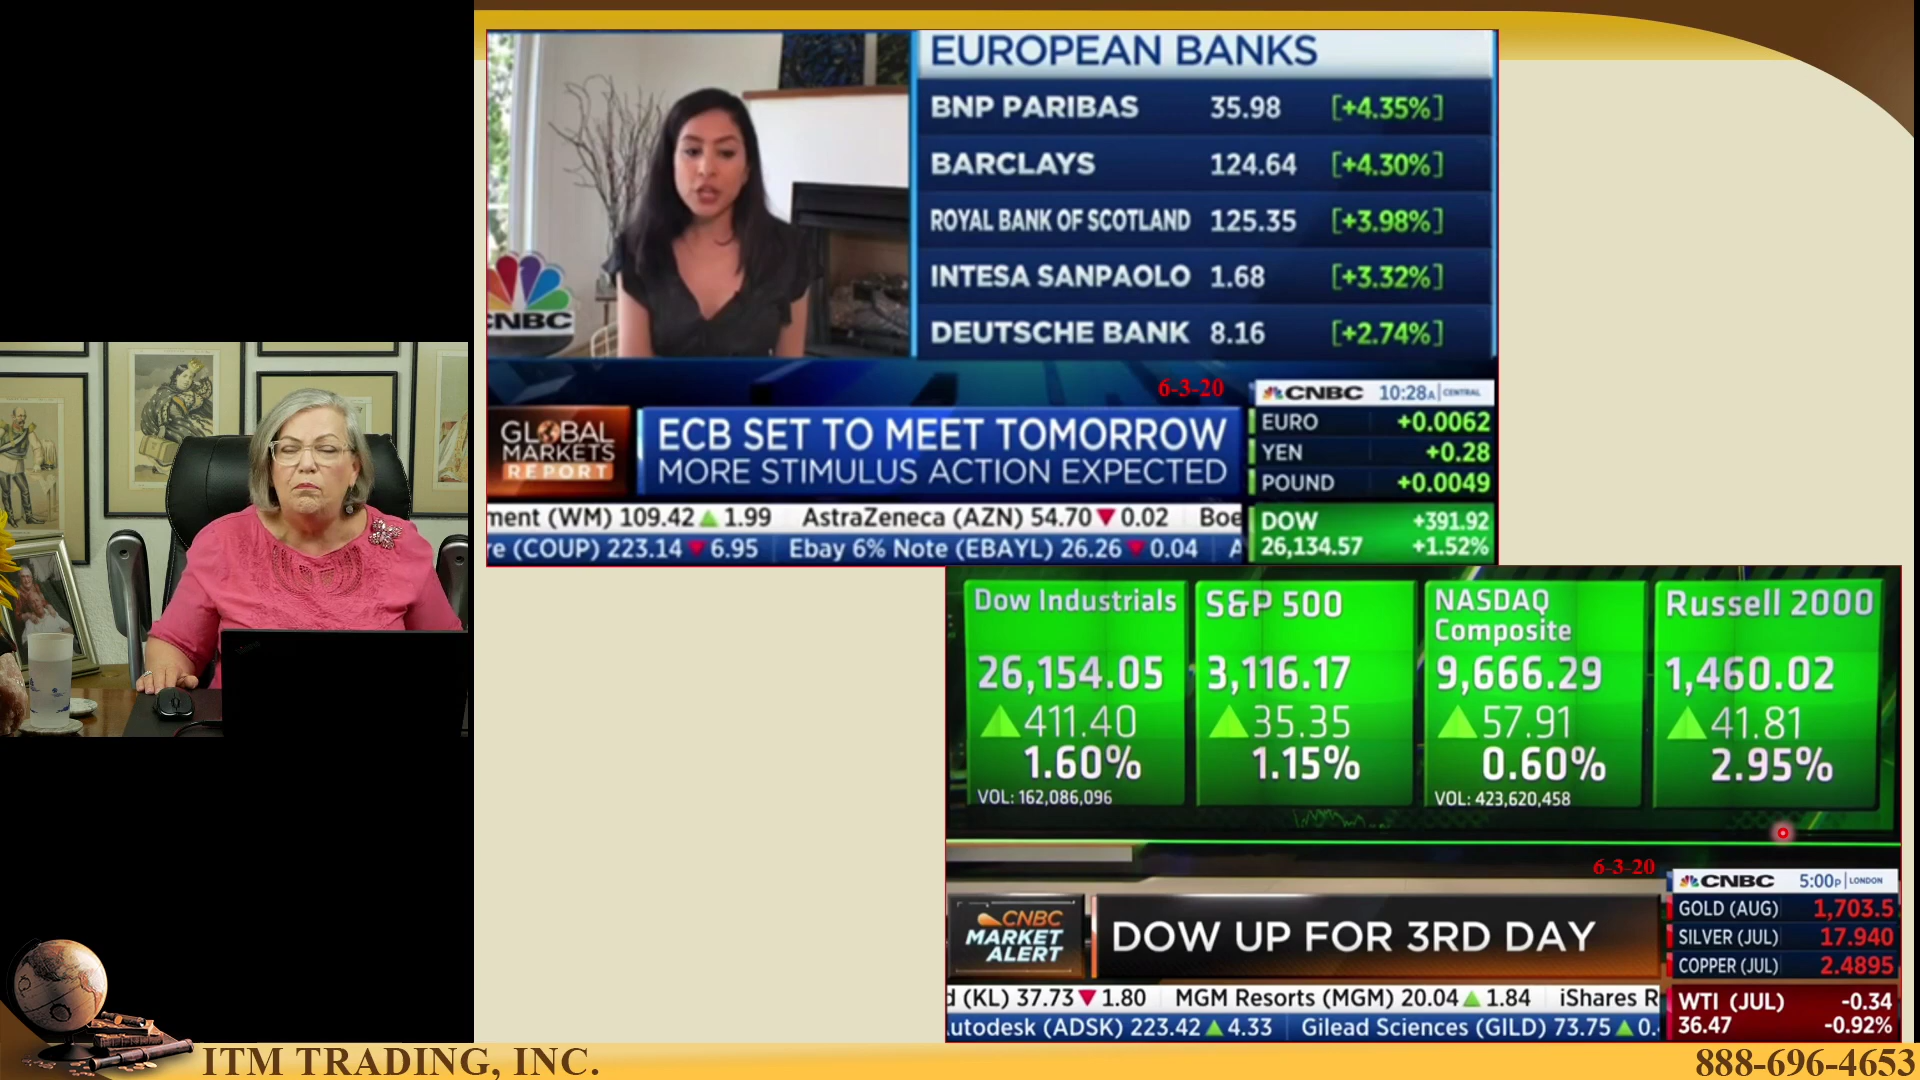 EUROPEAN BANKS
BNP PARIBAS 35.98 [+4.35%]
BARCLAYS 124.64 [+4.30%]
ROYAL BANK OF SCOTLAND 125.35 [+3.98%]
INTESA SANPAOLO 1.68 [+3.32%]
DEUTSCHE BANK 8.16 [+2.74%]
CNBC
6-3-20
CNBC 10:28A CENTRAL
EURO +0.0062
YEN +0.28
POUND +0.0049
DOW +391.92
26,134.57 +1.52%
GLOBAL
MARKETS
REPORT
ECB SET TO MEET TOMORROW
MORE STIMULUS ACTION EXPECTED
ment (WM) 109.42 ▲ 1.99 AstraZeneca (AZN) 54.70 ▼ 0.02 Boe
re (COUP) 223.14 ▼ 6.95 Ebay 6% Note (EBAYL) 26.26 ▼ 0.04 A
Dow Industrials
26,154.05
▲ 411.40
1.60%
VOL: 162,086,096
S&P 500
3,116.17
▲ 35.35
1.15%
NASDAQ
Composite
9,666.29
▲ 57.91
0.60%
VOL: 423,620,458
Russell 2000
1,460.02
▲ 41.81
2.95%
6-3-20
CNBC
MARKET
ALERT
DOW UP FOR 3RD DAY
CNBC 5:00P LONDON
GOLD (AUG) 1,703.5
SILVER (JUL) 17.940
COPPER (JUL) 2.4895
WTI (JUL) -0.34
36.47 -0.92%
d (KL) 37.73 ▼ 1.80 MGM Resorts (MGM) 20.04 ▲ 1.84 iShares R
utodesk (ADSK) 223.42 ▲ 4.33 Gilead Sciences (GILD) 73.75 ▲ 0.
ITM TRADING, INC.
888-696-4653